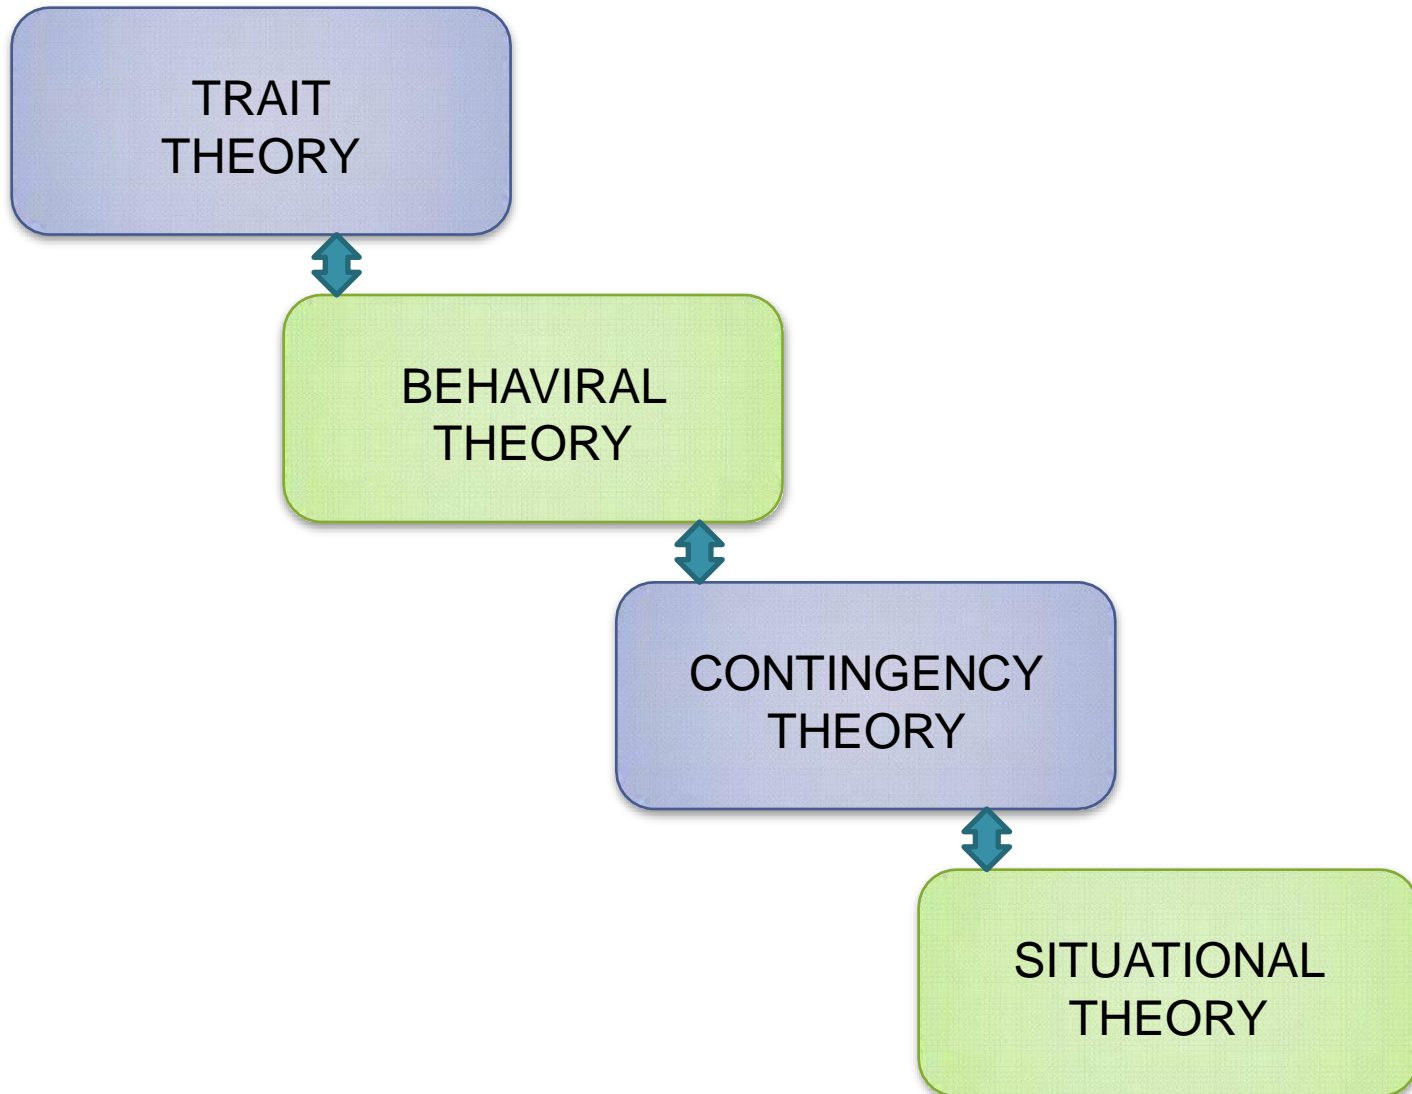 TRAIT
THEORY
BEHAVIRAL
THEORY
CONTINGENCY
THEORY
SITUATIONAL
THEORY